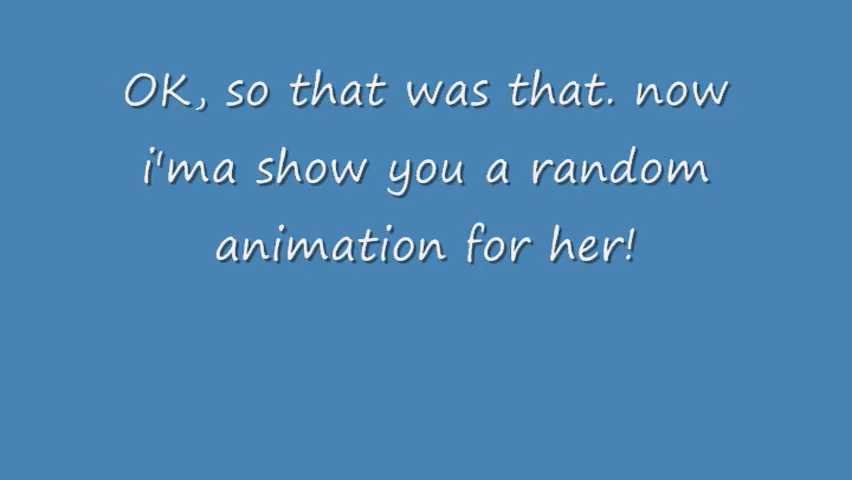 OK, so that was that. now
i'ma show you a random
animation for her!